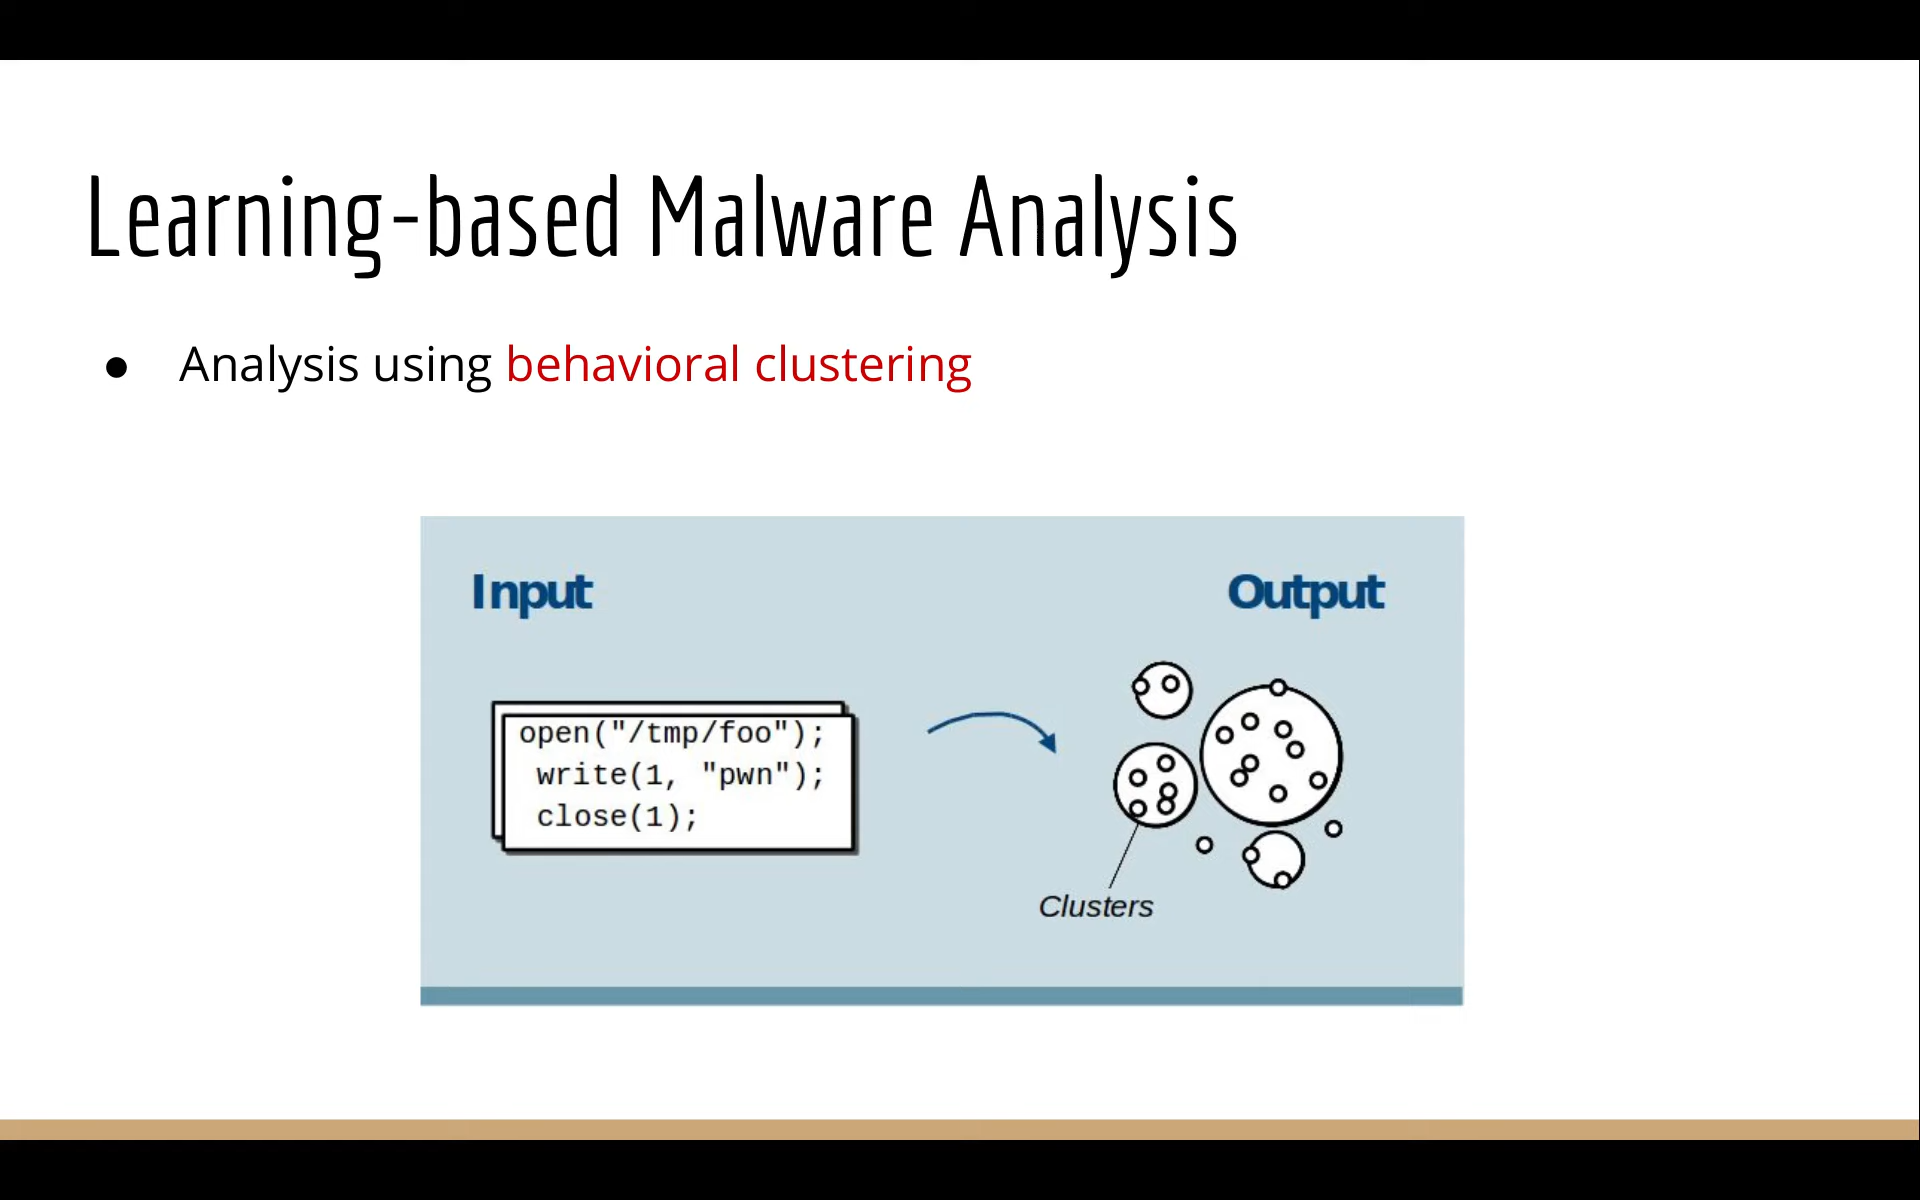 Learning-based Malware Analysis
● Analysis using behavioral clustering
Input
Output
open("/tmp/foo");
write(1, "pwn");
close(1);
Clusters